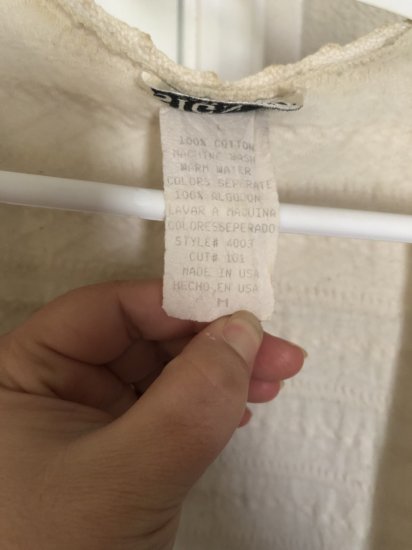 100% COTTON
MACHINE WASH
WARM WATER
COLORS SEPERATE
100% ALGODON
LAVAR A MAQUINA
COLORESSEPERADO
STYLE# 4003
CUT# 101
MADE IN USA
HECHO EN USA
M